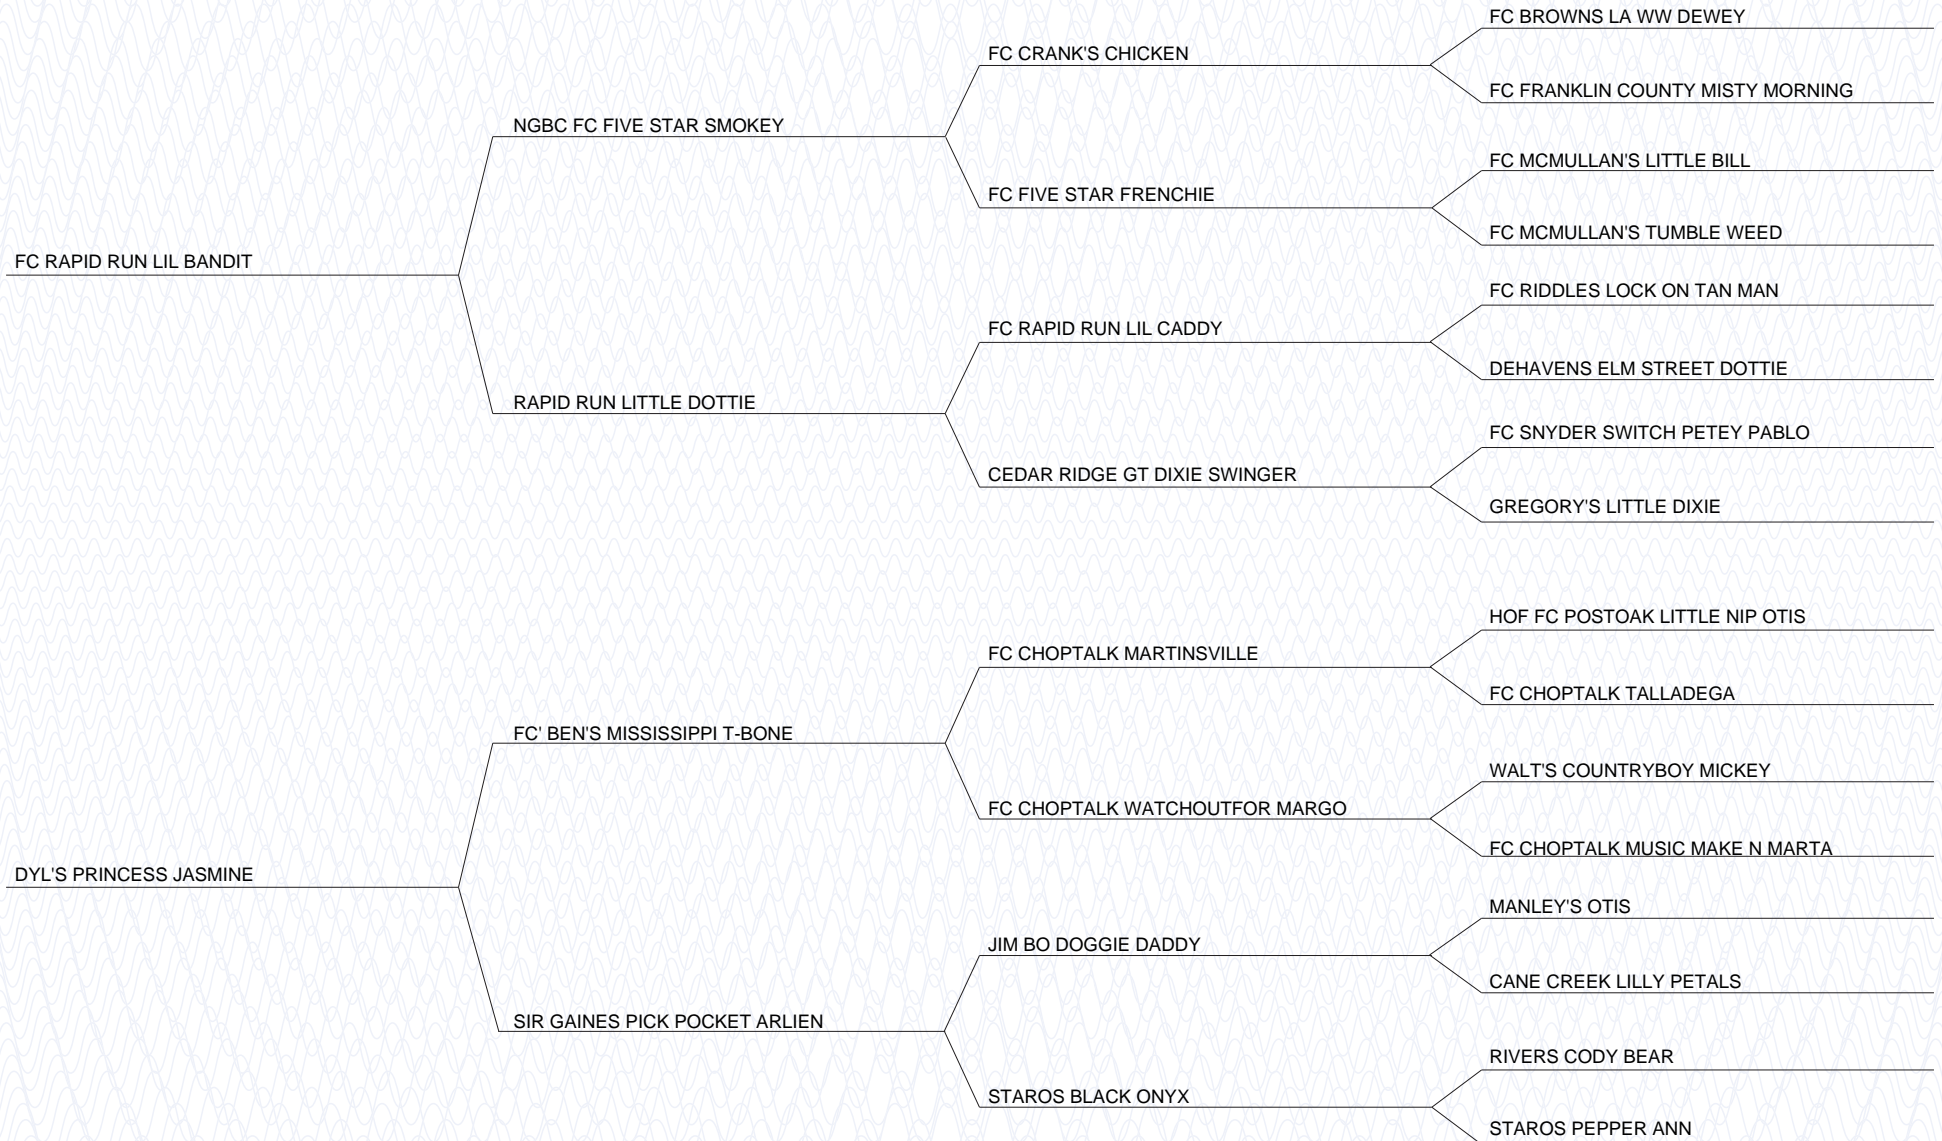 FC BROWNS LA WW DEWEY
FC CRANK'S CHICKEN
FC FRANKLIN COUNTY MISTY MORNING
NGBC FC FIVE STAR SMOKEY
FC MCMULLAN'S LITTLE BILL
FC FIVE STAR FRENCHIE
FC MCMULLAN'S TUMBLE WEED
FC RAPID RUN LIL BANDIT
FC RIDDLES LOCK ON TAN MAN
FC RAPID RUN LIL CADDY
DEHAVENS ELM STREET DOTTIE
RAPID RUN LITTLE DOTTIE
FC SNYDER SWITCH PETEY PABLO
CEDAR RIDGE GT DIXIE SWINGER
GREGORY'S LITTLE DIXIE
HOF FC POSTOAK LITTLE NIP OTIS
FC CHOPTALK MARTINSVILLE
FC CHOPTALK TALLADEGA
FC' BEN'S MISSISSIPPI T-BONE
WALT'S COUNTRYBOY MICKEY
FC CHOPTALK WATCHOUTFOR MARGO
FC CHOPTALK MUSIC MAKE N MARTA
DYL'S PRINCESS JASMINE
MANLEY'S OTIS
JIM BO DOGGIE DADDY
CANE CREEK LILLY PETALS
SIR GAINES PICK POCKET ARLIEN
RIVERS CODY BEAR
STAROS BLACK ONYX
STAROS PEPPER ANN